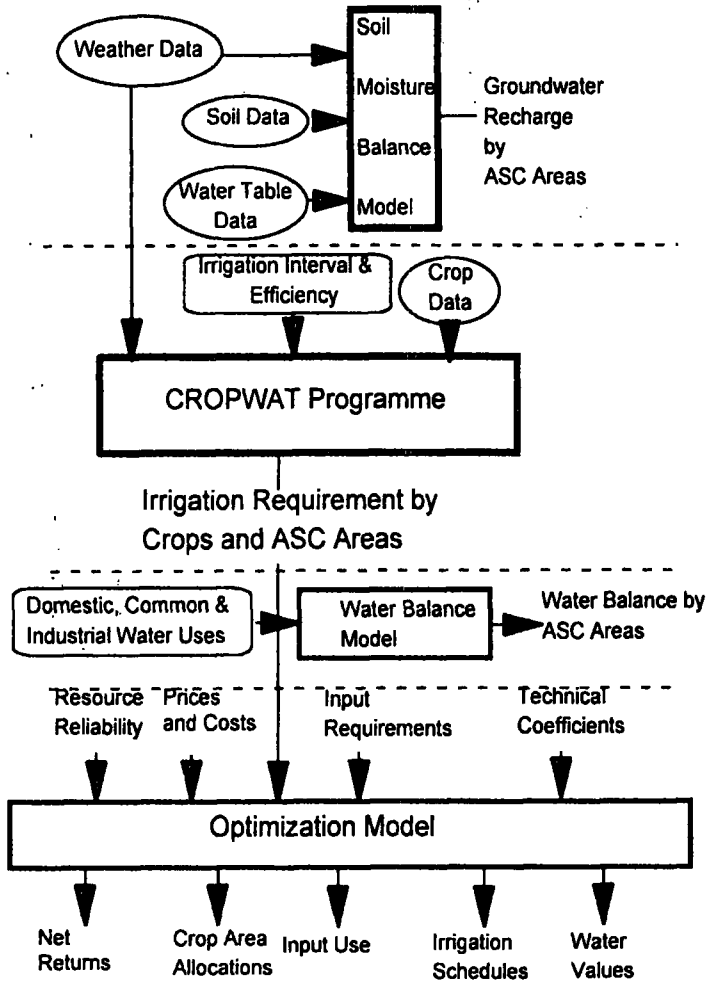 Weather Data
Soil
Moisture
Balance
Model
Soil Data
Water Table
Data
Groundwater
Recharge
by
ASC Areas
Irrigation Interval &
Efficiency
Crop
Data
CROPWAT Programme
Irrigation Requirement by
Crops and ASC Areas
Domestic, Common &
Industrial Water Uses
Water Balance
Model
Water Balance by
ASC Areas
Resource
Reliability
Prices
and Costs
Input
Requirements
Technical
Coefficients
Optimization Model
Net
Returns
Crop Area
Allocations
Input Use
Irrigation
Schedules
Water
Values